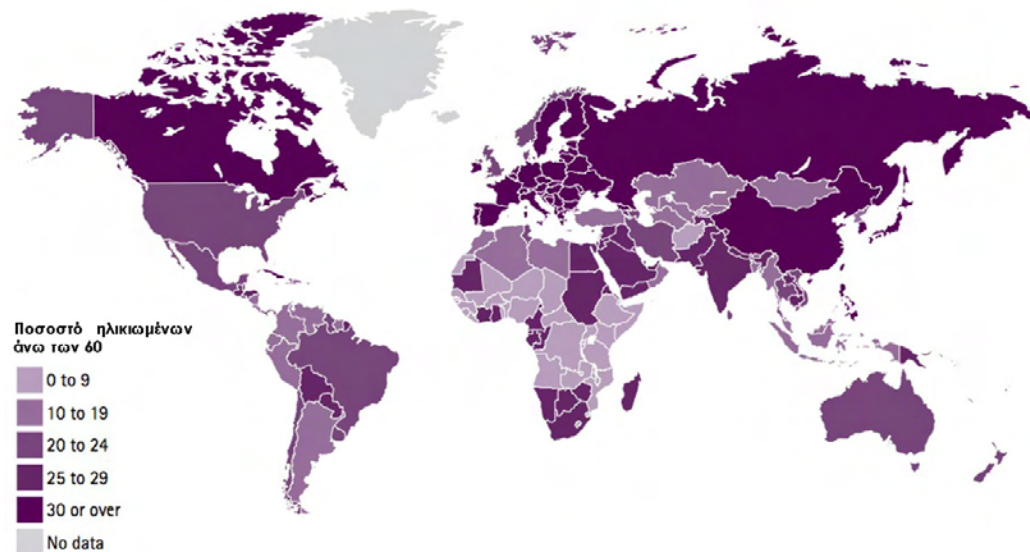 Ποσοστό ηλικιωμένων
άνω των 60
0 to 9
10 to 19
20 to 24
25 to 29
30 or over
No data